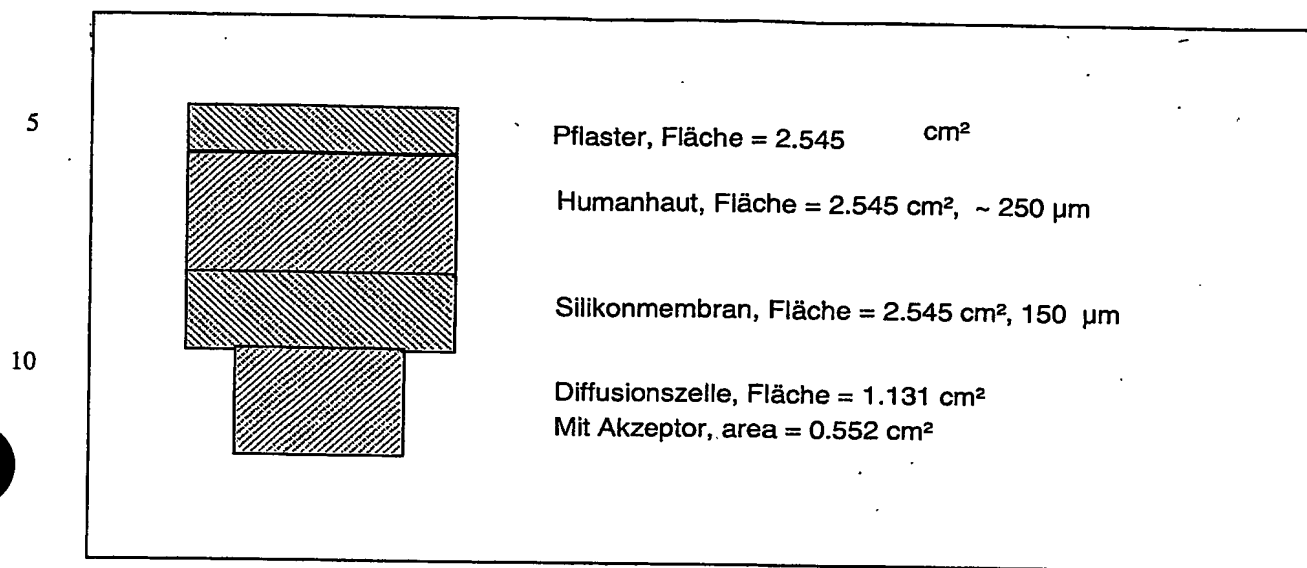 5
Pflaster, Fläche = 2.545 cm²
Humanhaut, Fläche = 2.545 cm², ~ 250 µm
Silikonmembran, Fläche = 2.545 cm², 150 µm
10
Diffusionszelle, Fläche = 1.131 cm²
Mit Akzeptor, area = 0.552 cm²